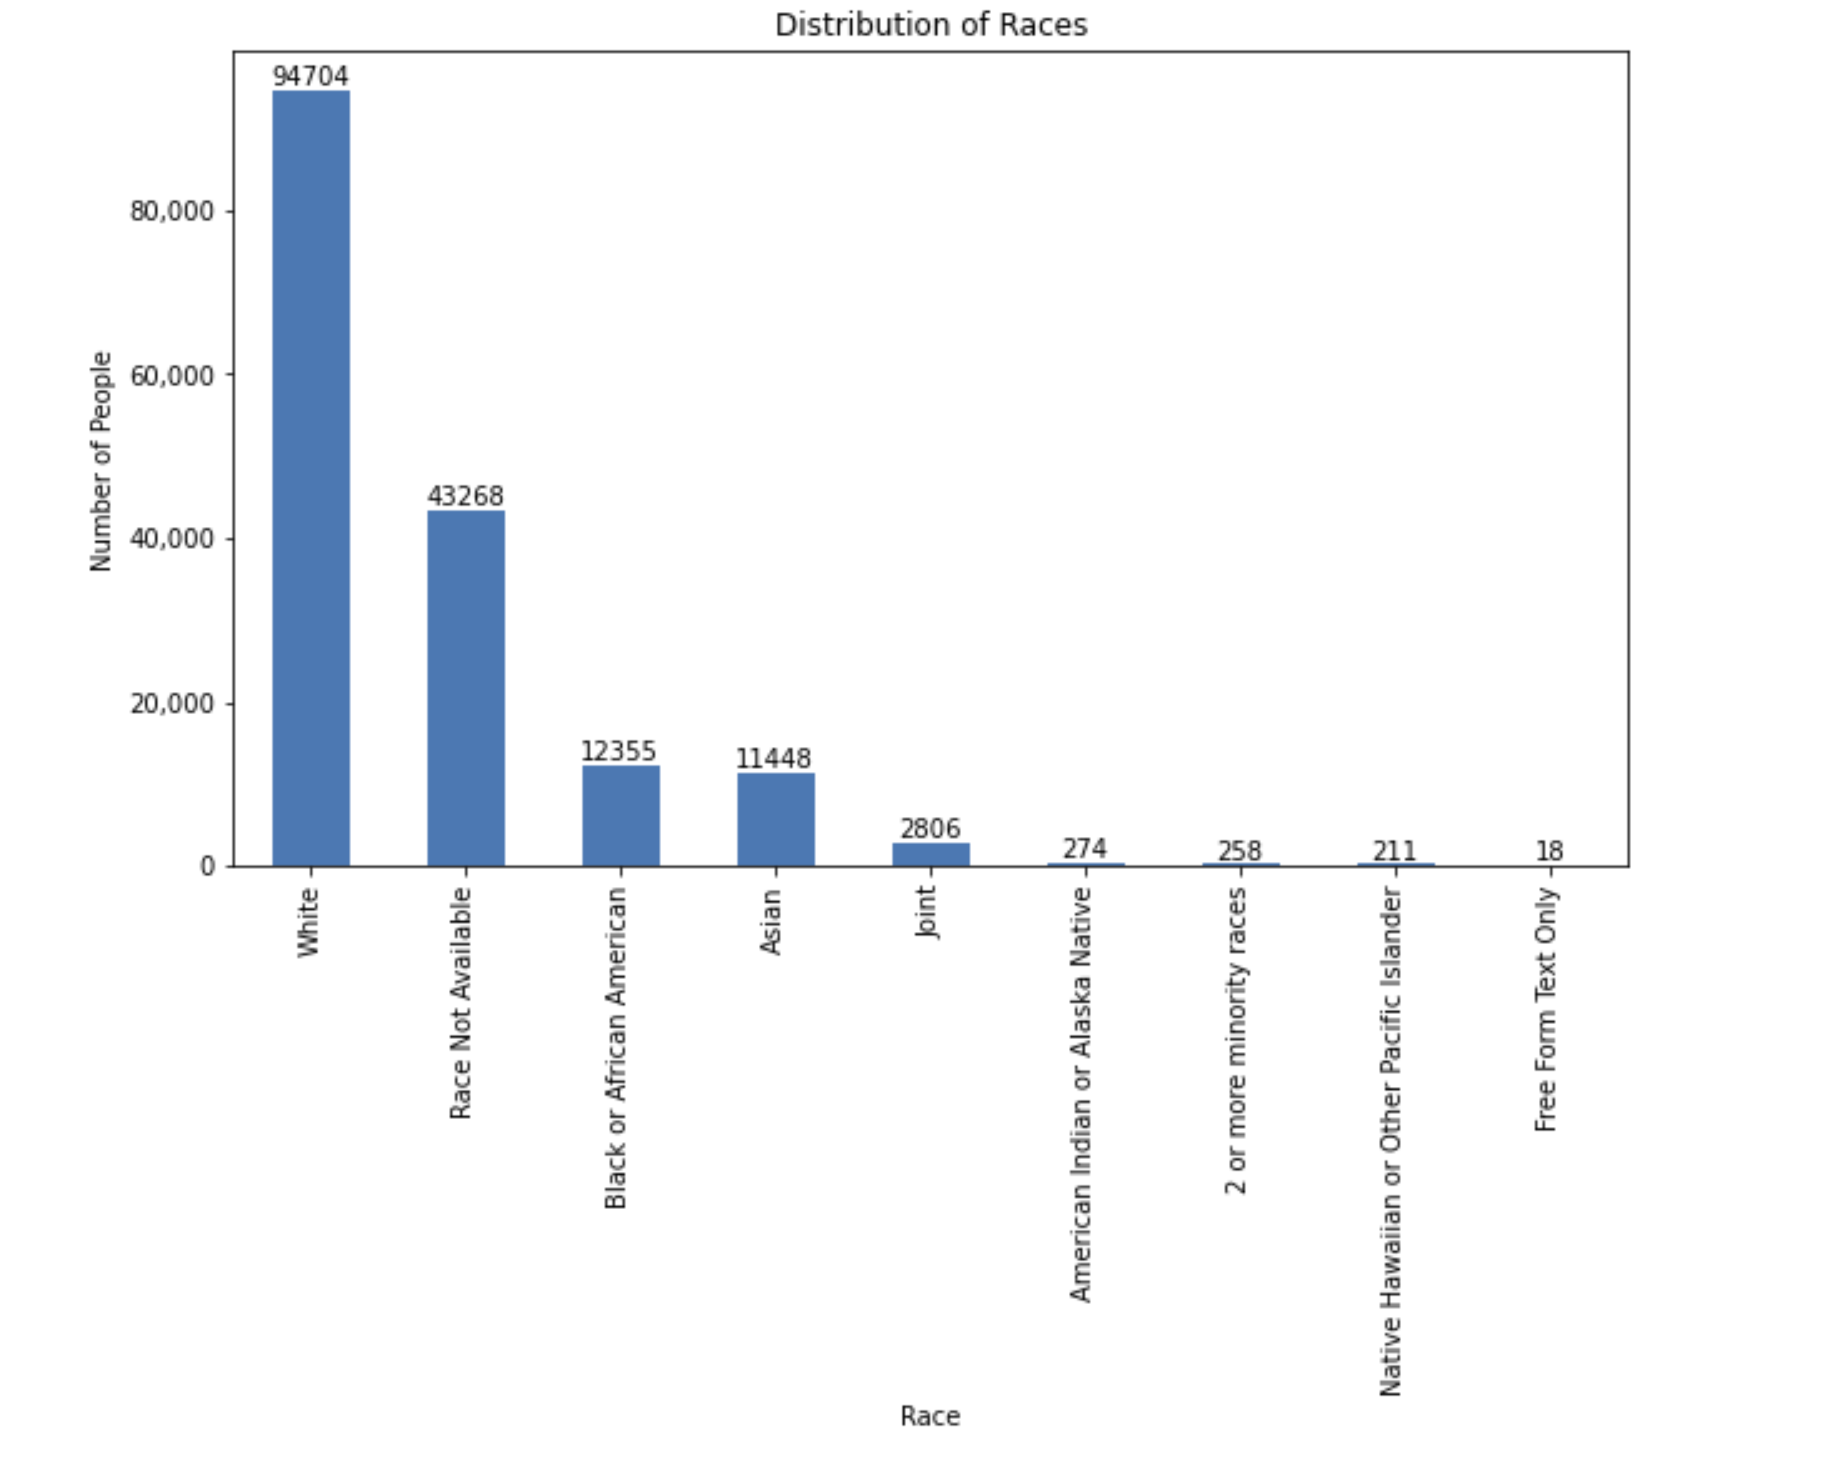 Distribution of Races
94704
43268
12355
11448
2806
274
258
211
18
80,000
60,000
40,000
20,000
0
Number of People
White
Race Not Available
Black or African American
Asian
Joint
American Indian or Alaska Native
2 or more minority races
Native Hawaiian or Other Pacific Islander
Free Form Text Only
Race